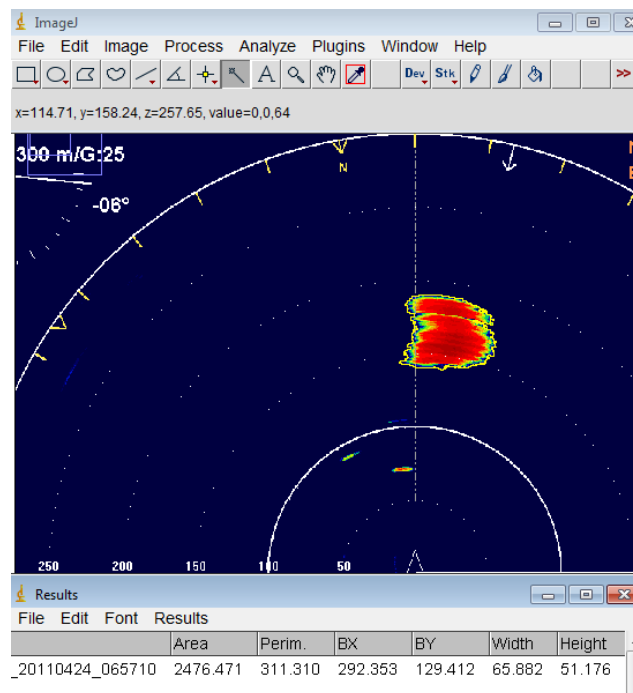 ImageJ
File Edit Image Process Analyze Plugins Window Help
A Dev Stk >>
x=114.71, y=158.24, z=257.65, value=0,0,64
300 m/G:25
N
-06°
250 200 150 100 50
Results
File Edit Font Results
Area Perim. BX BY Width Height
_20110424_065710 2476.471 311.310 292.353 129.412 65.882 51.176